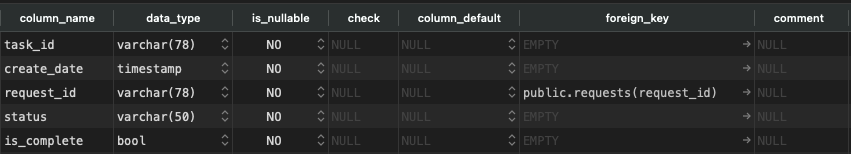 column_name data_type is_nullable check column_default foreign_key comment
task_id varchar(78) NO NULL NULL EMPTY → NULL
create_date timestamp NO NULL NULL EMPTY → NULL
request_id varchar(78) NO NULL NULL public.requests(request_id) → NULL
status varchar(50) NO NULL NULL EMPTY → NULL
is_complete bool NO NULL NULL EMPTY → NULL